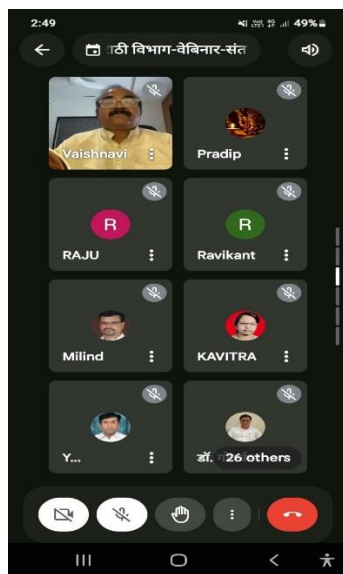 2:49
49%
राठी विभाग-वेबिनार-संत
Vaishnavi
Pradip
R
R
RAJU
Ravikant
Milind
KAVITRA
Y...
डॉ.
26 others